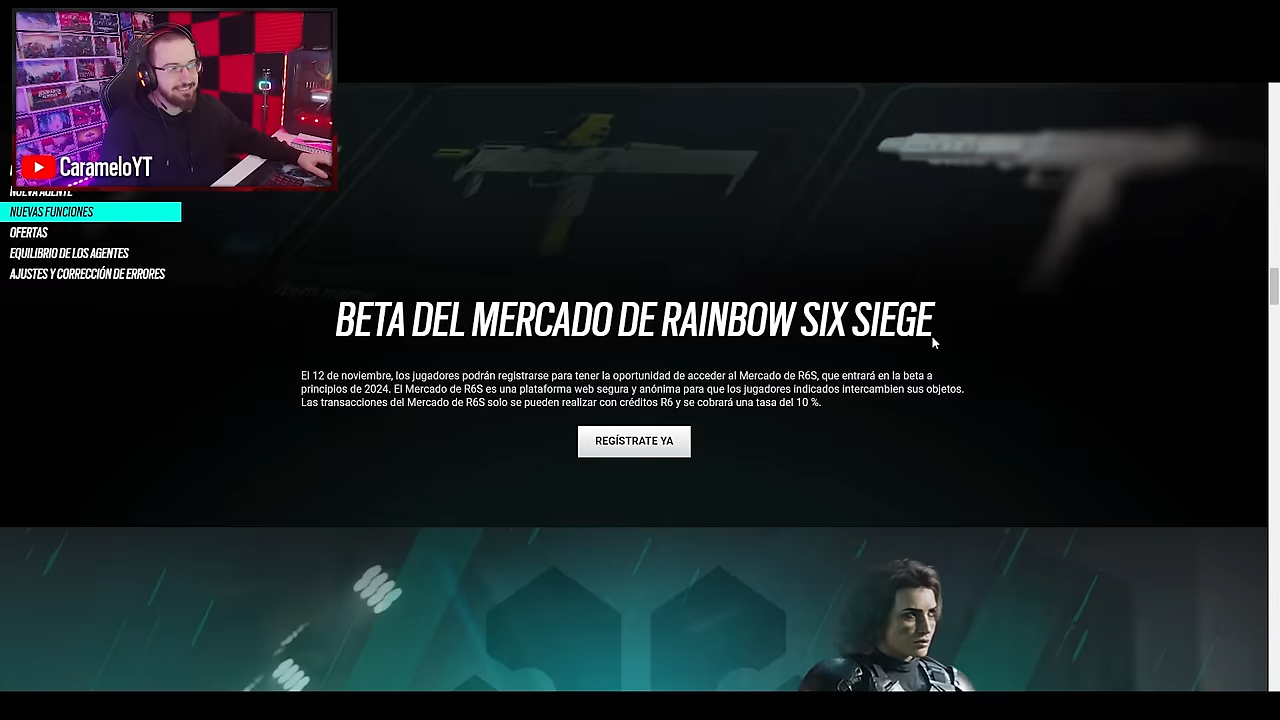 CarameloYT
NUEVA AGENTE
NUEVAS FUNCIONES
OFERTAS
EQUILIBRIO DE LOS AGENTES
AJUSTES Y CORRECCIÓN DE ERRORES
BETA DEL MERCADO DE RAINBOW SIX SIEGE
El 12 de noviembre, los jugadores podrán registrarse para tener la oportunidad de acceder al Mercado de R6S, que entrará en la beta a
principios de 2024. El Mercado de R6S es una plataforma web segura y anónima para que los jugadores indicados intercambien sus objetos.
Las transacciones del Mercado de R6S solo se pueden realizar con créditos R6 y se cobrará una tasa del 10 %.
REGÍSTRATE YA